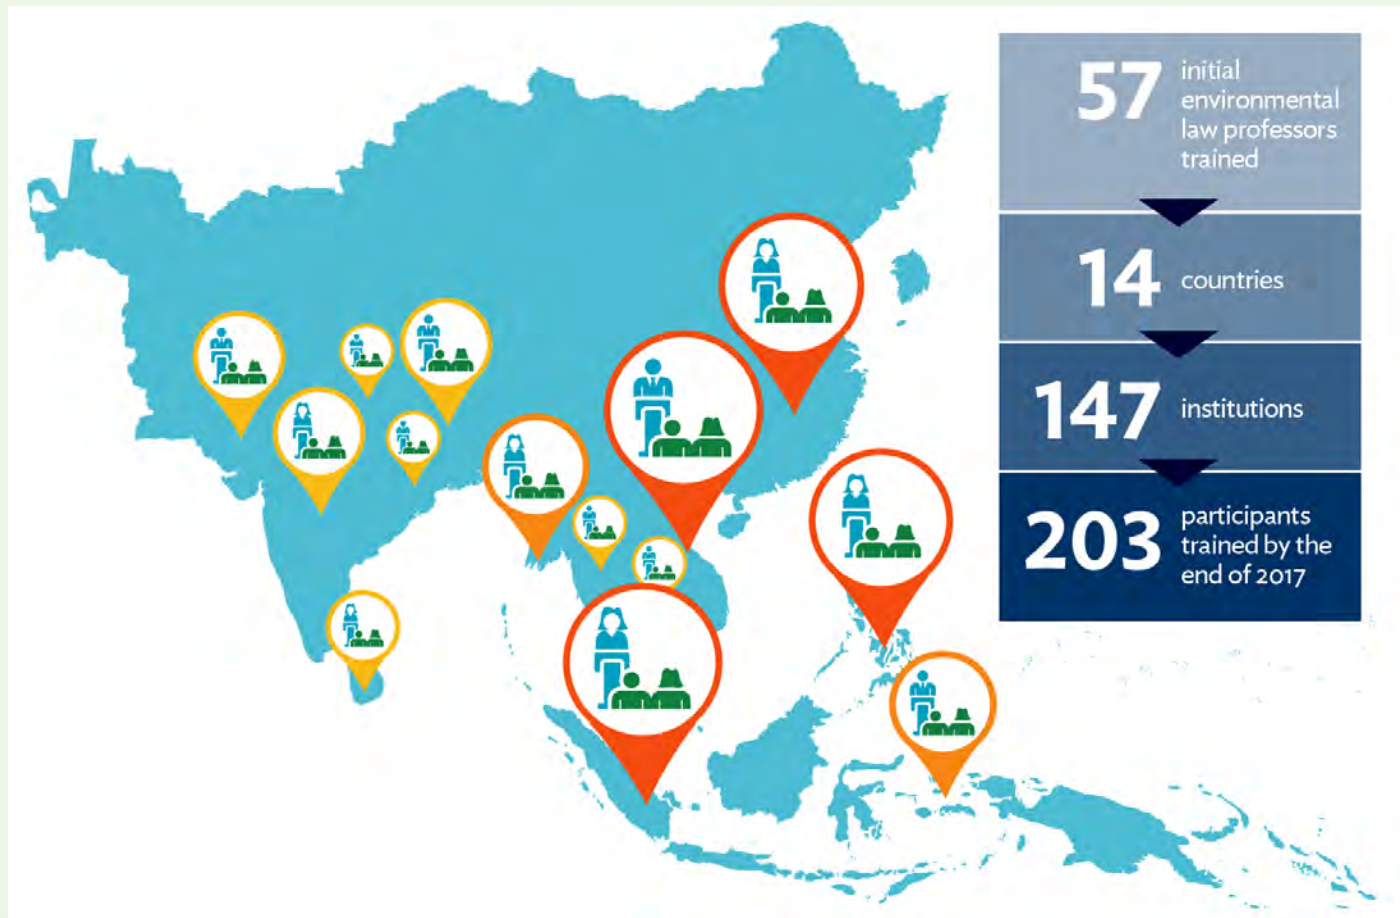 57
initial
environmental
law professors
trained
14
countries
147
institutions
203
participants
trained by the
end of 2017